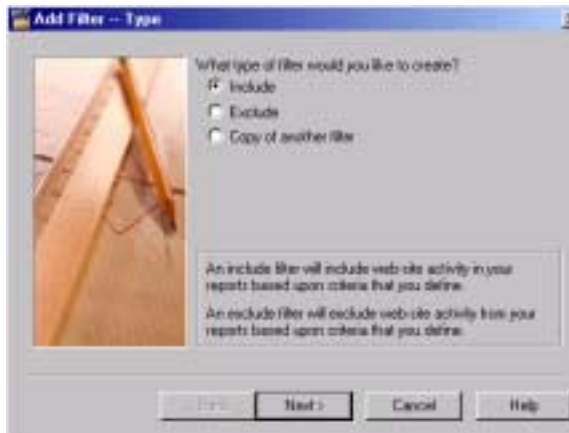 Add Filter -- Type
What type of filter would you like to create?
Include
Exclude
Copy of another filter
An include filter will include web-site activity in your
reports based upon criteria that you define.
An exclude filter will exclude web-site activity from your
reports based upon criteria that you define.
Next >
Cancel
Help